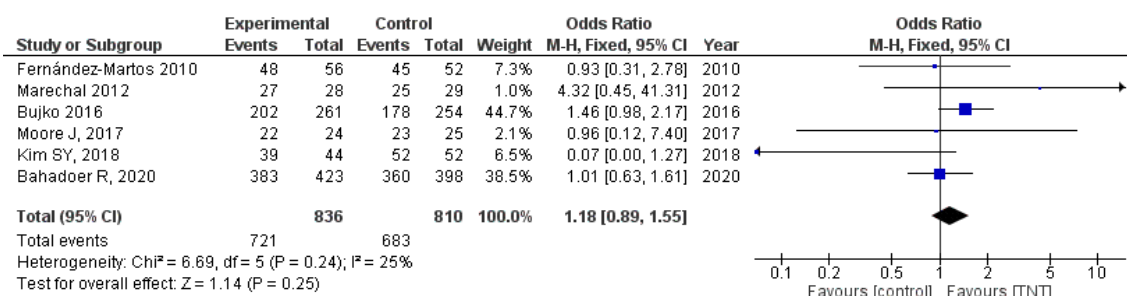 Experimental Control Odds Ratio Odds Ratio
Study or Subgroup Events Total Events Total Weight M-H, Fixed, 95% CI Year M-H, Fixed, 95% CI
Fernández-Martos 2010 48 56 45 52 7.3% 0.93 [0.31, 2.78] 2010
Marechal 2012 27 28 25 29 1.0% 4.32 [0.45, 41.31] 2012
Bujko 2016 202 261 178 254 44.7% 1.46 [0.98, 2.17] 2016
Moore J, 2017 22 24 23 25 2.1% 0.96 [0.12, 7.40] 2017
Kim SY, 2018 39 44 52 52 6.5% 0.07 [0.00, 1.27] 2018
Bahadoer R, 2020 383 423 360 398 38.5% 1.01 [0.63, 1.61] 2020
Total (95% CI) 836 810 100.0% 1.18 [0.89, 1.55]
Total events 721 683
Heterogeneity: Chi² = 6.69, df = 5 (P = 0.24); I² = 25%
Test for overall effect: Z = 1.14 (P = 0.25)
0.1 0.2 0.5 1 2 5 10
Favours [control] Favours [TNT]